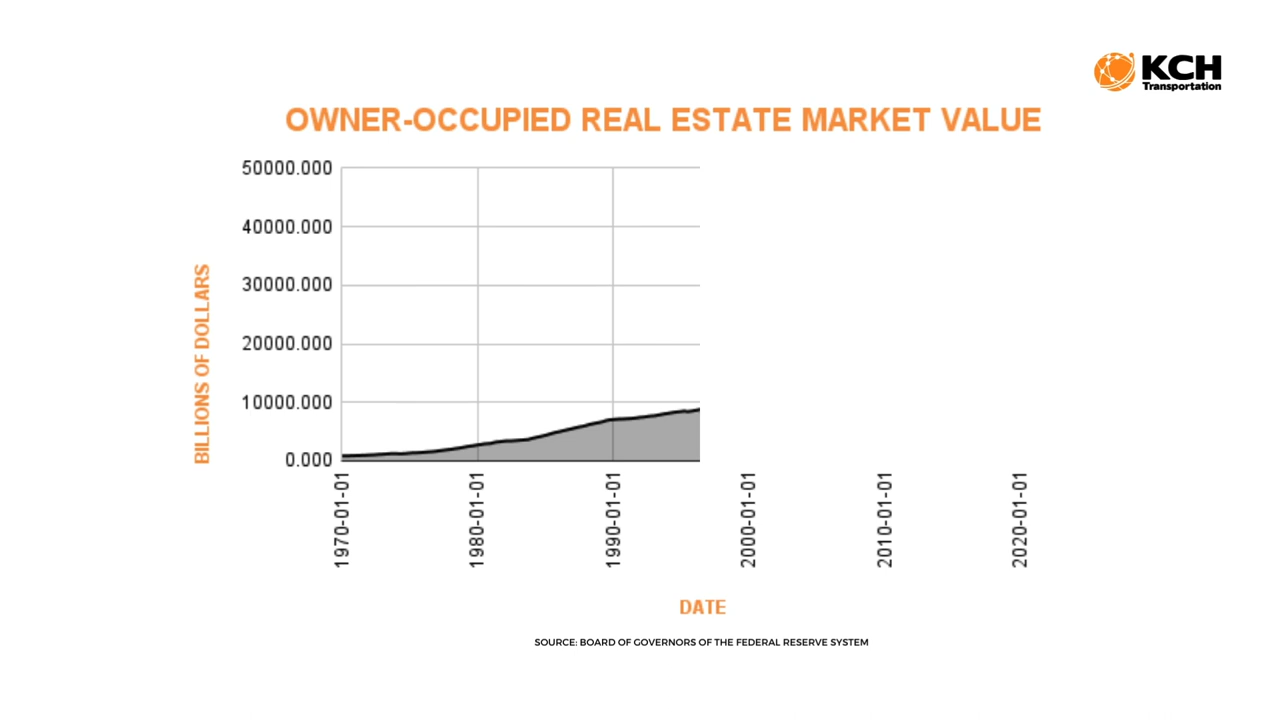 KCH
Transportation
OWNER-OCCUPIED REAL ESTATE MARKET VALUE
BILLIONS OF DOLLARS
50000.000
40000.000
30000.000
20000.000
10000.000
0.000
1970-01-01
1980-01-01
1990-01-01
2000-01-01
2010-01-01
2020-01-01
DATE
SOURCE: BOARD OF GOVERNORS OF THE FEDERAL RESERVE SYSTEM